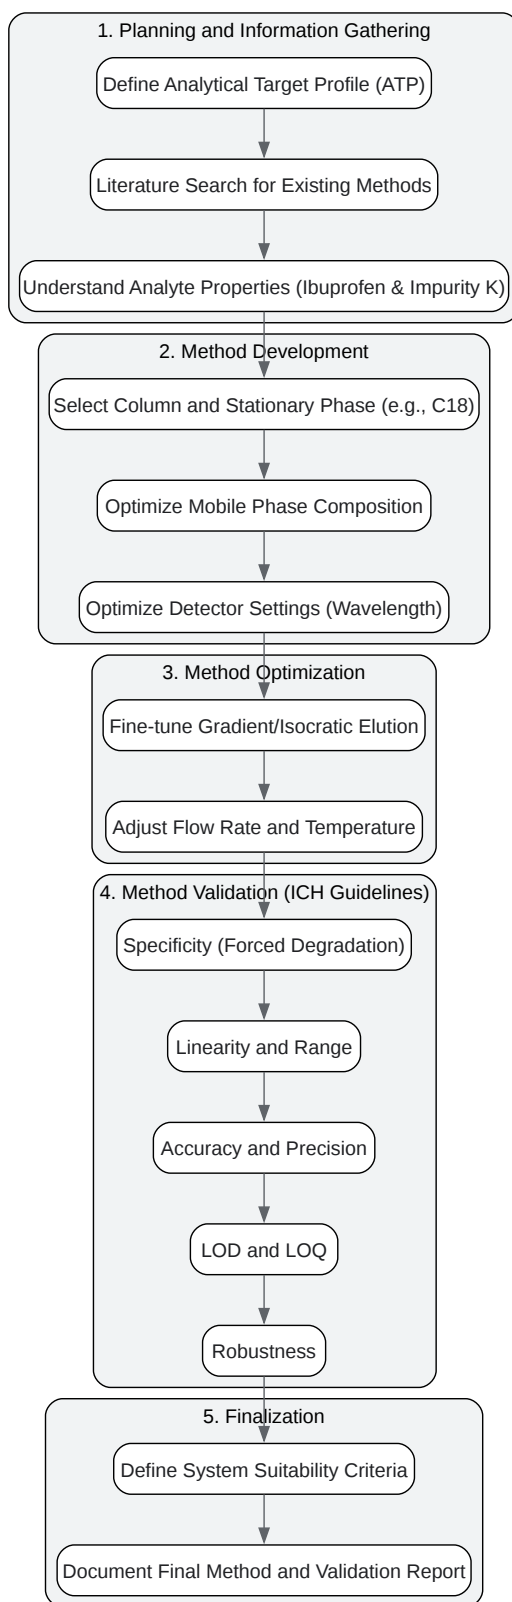 1. Planning and Information Gathering
Define Analytical Target Profile (ATP)
Literature Search for Existing Methods
Understand Analyte Properties (Ibuprofen & Impurity K)
2. Method Development
Select Column and Stationary Phase (e.g., C18)
Optimize Mobile Phase Composition
Optimize Detector Settings (Wavelength)
3. Method Optimization
Fine-tune Gradient/Isocratic Elution
Adjust Flow Rate and Temperature
4. Method Validation (ICH Guidelines)
Specificity (Forced Degradation)
Linearity and Range
Accuracy and Precision
LOD and LOQ
Robustness
5. Finalization
Define System Suitability Criteria
Document Final Method and Validation Report